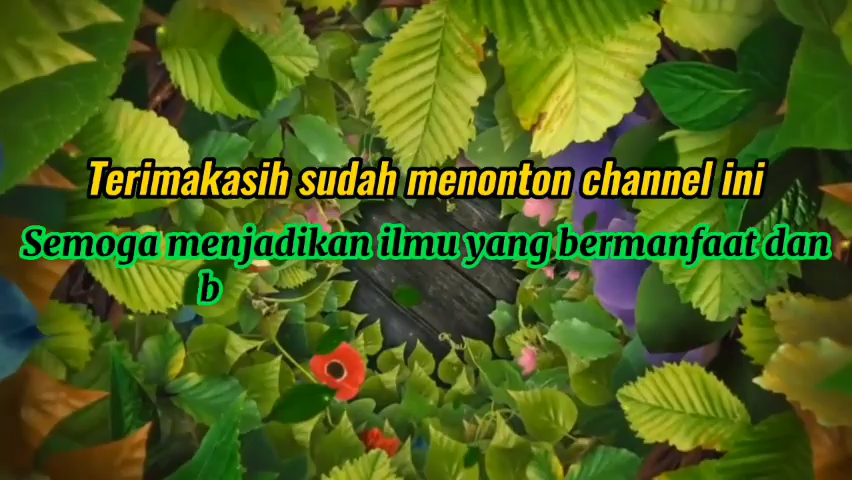 Terimakasih sudah menonton channel ini
Semoga menjadikan ilmu yang bermanfaat dan
b